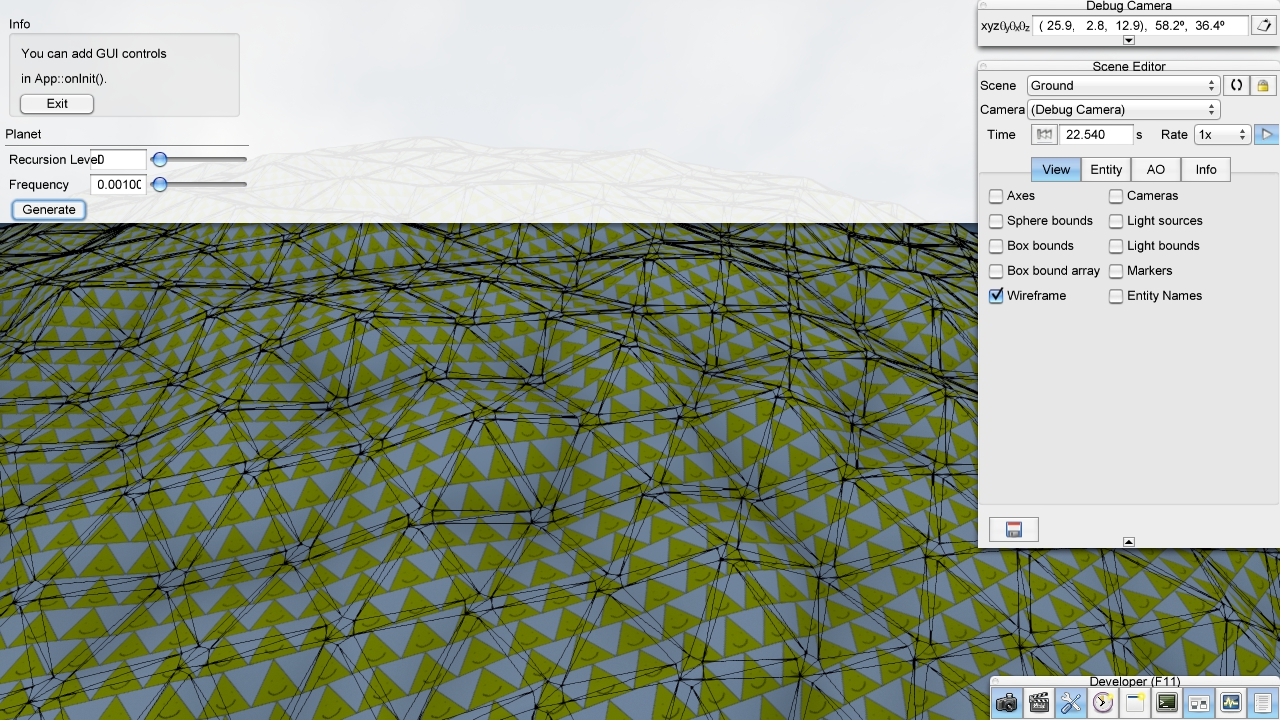 Info
You can add GUI controls
in App::onInit().
Exit
Planet
Recursion Level
Frequency 0.00100
Generate
Debug Camera
( 25.9, 2.8, 12.9), 58.2º, 36.4º
Scene Editor
Scene Ground
Camera (Debug Camera)
Time 22.540 s Rate 1x
View Entity AO Info
Axes Cameras
Sphere bounds Light sources
Box bounds Light bounds
Box bound array Markers
Wireframe Entity Names
Developer (F11)